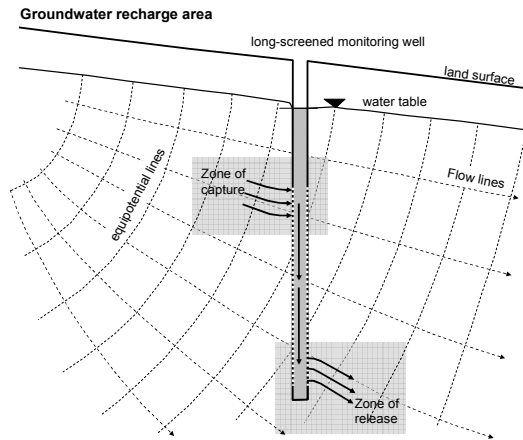 Groundwater recharge area
long-screened monitoring well
land surface
water table
Zone of
capture
Flow lines
equipotential lines
Zone of
release